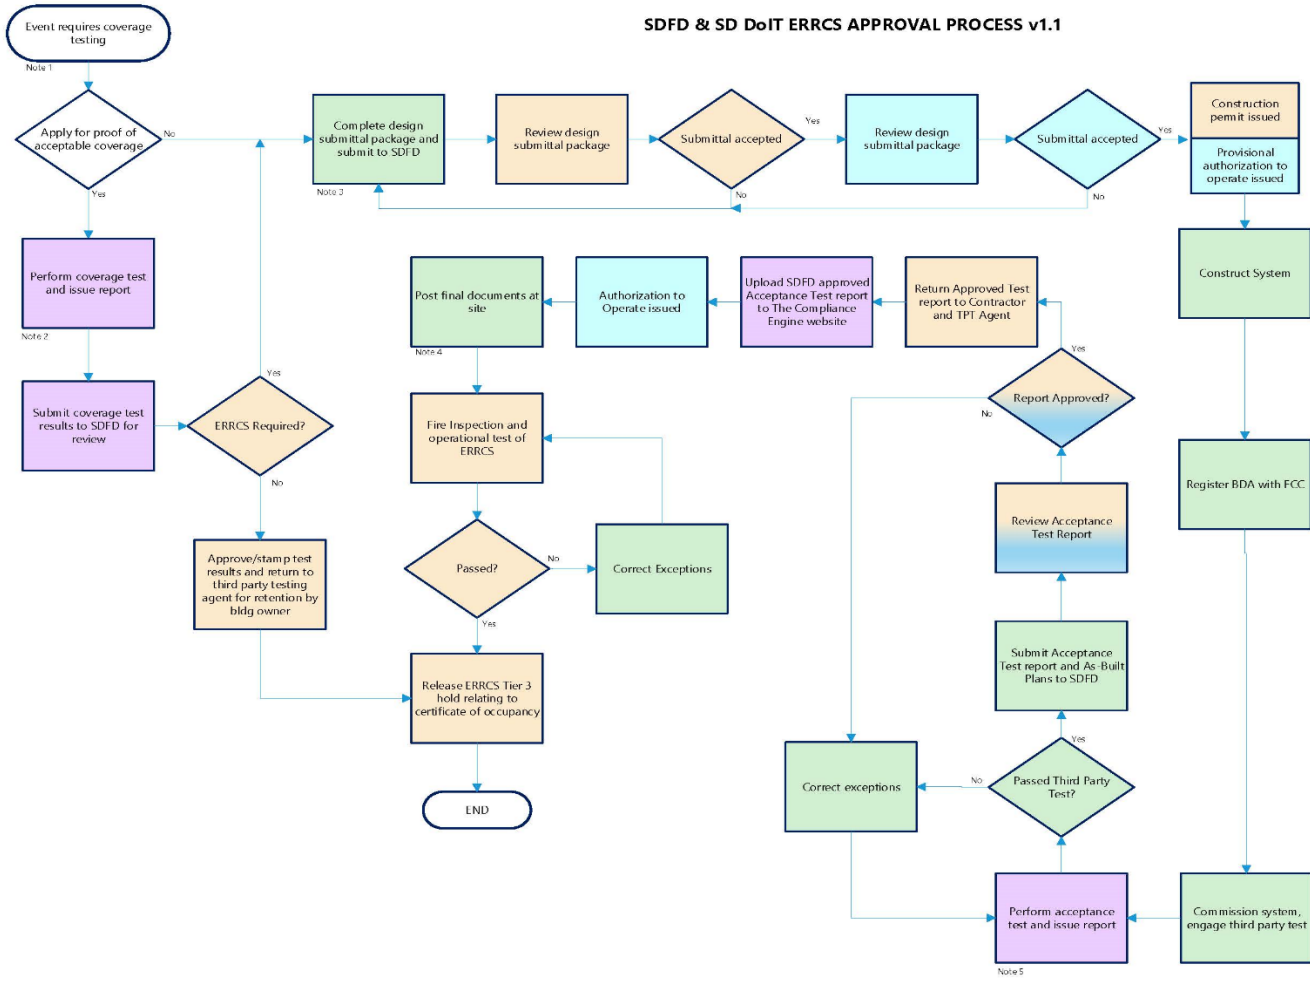 SDFD & SD DoIT ERRCS APPROVAL PROCESS v1.1
Event requires coverage
testing
Note 1
Apply for proof of
acceptable coverage
No
Yes
Complete design
submittal package and
submit to SDFD
Note 3
Review design
submittal package
Submittal accepted
Yes
No
Review design
submittal package
Submittal accepted
Yes
No
Construction
permit issued
Provisional
authorization to
operate issued
Perform coverage test
and issue report
Note 2
Submit coverage test
results to SDFD for
review
ERRCS Required?
Yes
No
Approve/stamp test
results and return to
third party testing
agent for retention by
bldg owner
Post final documents at
site
Note 4
Authorization to
Operate issued
Upload SDFD approved
Acceptance Test report
to The Compliance
Engine website
Return Approved Test
report to Contractor
and TPT Agent
Yes
Report Approved?
No
Construct System
Fire Inspection and
operational test of
ERRCS
Passed?
No
Yes
Correct Exceptions
Release ERRCS Tier 3
hold relating to
certificate of occupancy
END
Register BDA with FCC
Review Acceptance
Test Report
Submit Acceptance
Test report and As-Built
Plans to SDFD
Yes
Passed Third Party
Test?
No
Correct exceptions
Perform acceptance
test and issue report
Note 5
Commission system,
engage third party test